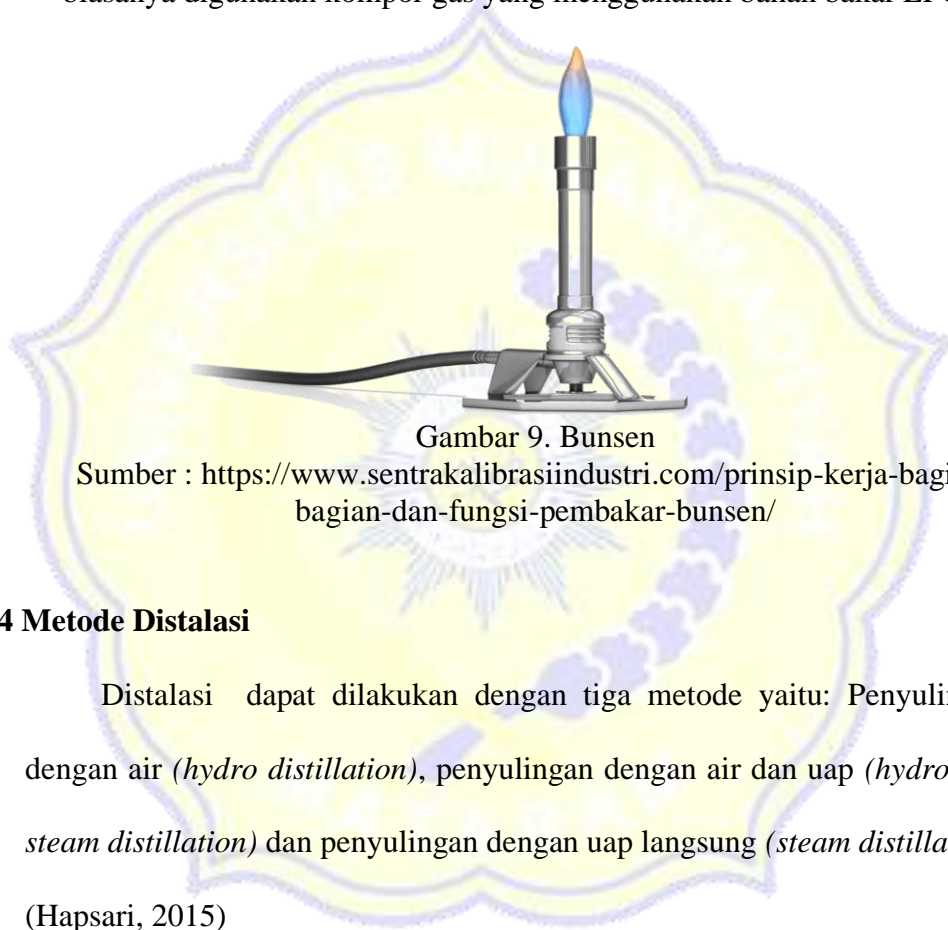 Gambar 9. Bunsen
Sumber : https://www.sentrakalibrasiindustri.com/prinsip-kerja-bagi
bagian-dan-fungsi-pembakar-bunsen/
4 Metode Distalasi
Distalasi dapat dilakukan dengan tiga metode yaitu: Penyulin
dengan air (hydro distillation), penyulingan dengan air dan uap (hydro
steam distillation) dan penyulingan dengan uap langsung (steam distilla
(Hapsari, 2015)